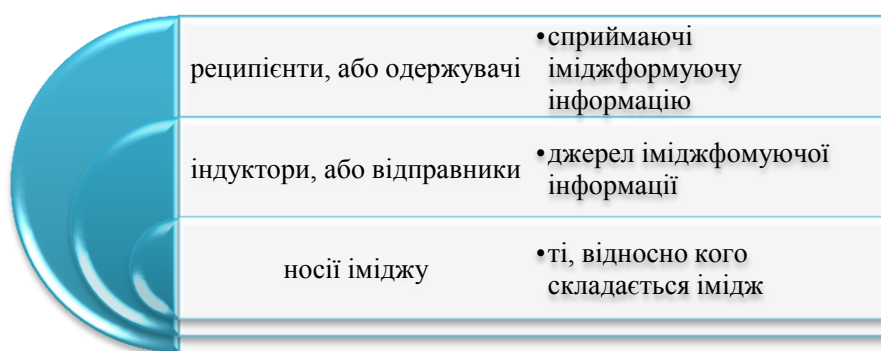 реципієнти, або одержувачі
•сприймаючі
іміджформуючу
інформацію
індуктори, або відправники
•джерел іміджфомуючої
інформації
носії іміджу
•ті, відносно кого
складається імідж